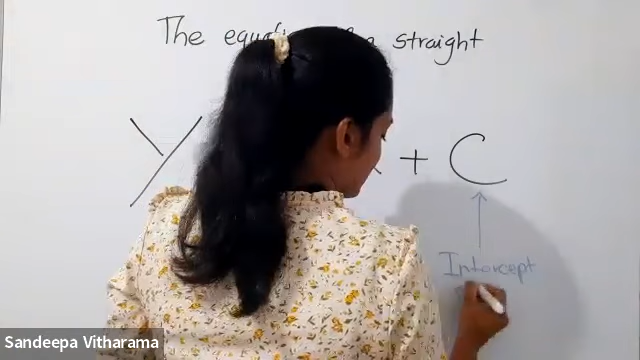 The straight
Y + C
Intercept
Sandeepa Vitharama